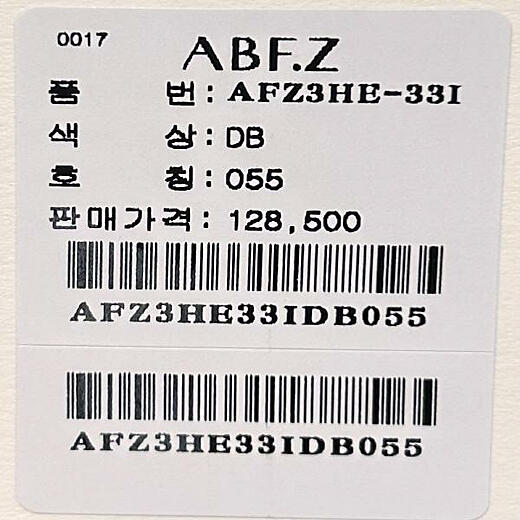 0017
ABF.Z
품 번 : AFZ3HE-33I
색 상 : DB
호 칭 : 055
판매가격 : 128,500
AFZ3HE33IDB055
AFZ3HE33IDB055